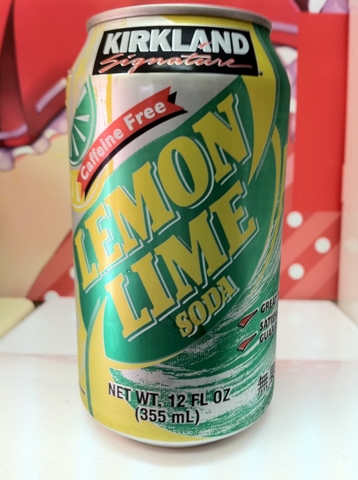 KIRKLAND
Signature
Caffeine Free
LEMON
LIME
SODA
NET WT. 12 FL OZ
(355 mL)